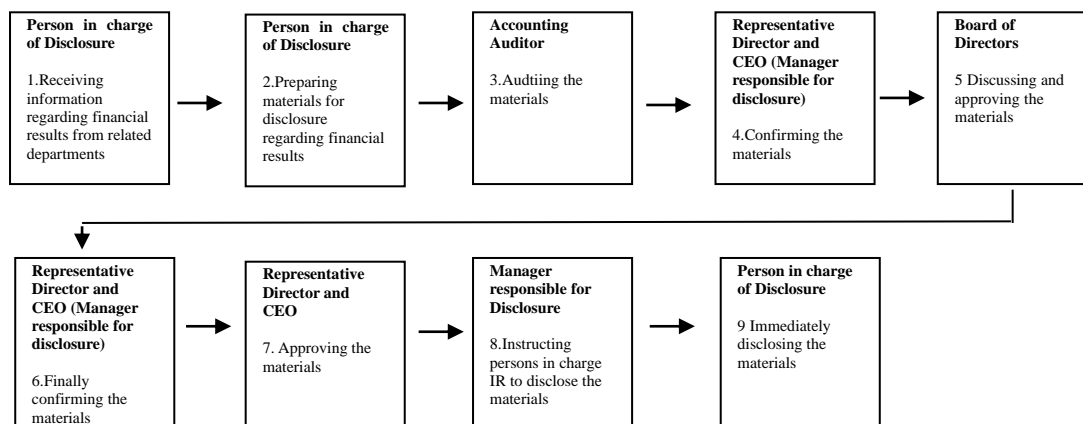 Person in charge
of Disclosure
1.Receiving
information
regarding financial
results from related
departments
Person in charge
of Disclosure
2.Preparing
materials for
disclosure
regarding financial
results
Accounting
Auditor
3.Audtiing the
materials
Representative
Director and
CEO (Manager
responsible for
disclosure)
4.Confirming the
materials
Board of
Directors
5 Discussing and
approving the
materials
Representative
Director and
CEO (Manager
responsible for
disclosure)
6.Finally
confirming the
materials
Representative
Director and
CEO
7. Approving the
materials
Manager
responsible for
Disclosure
8.Instructing
persons in charge
IR to disclose the
materials
Person in charge
of Disclosure
9 Immediately
disclosing the
materials